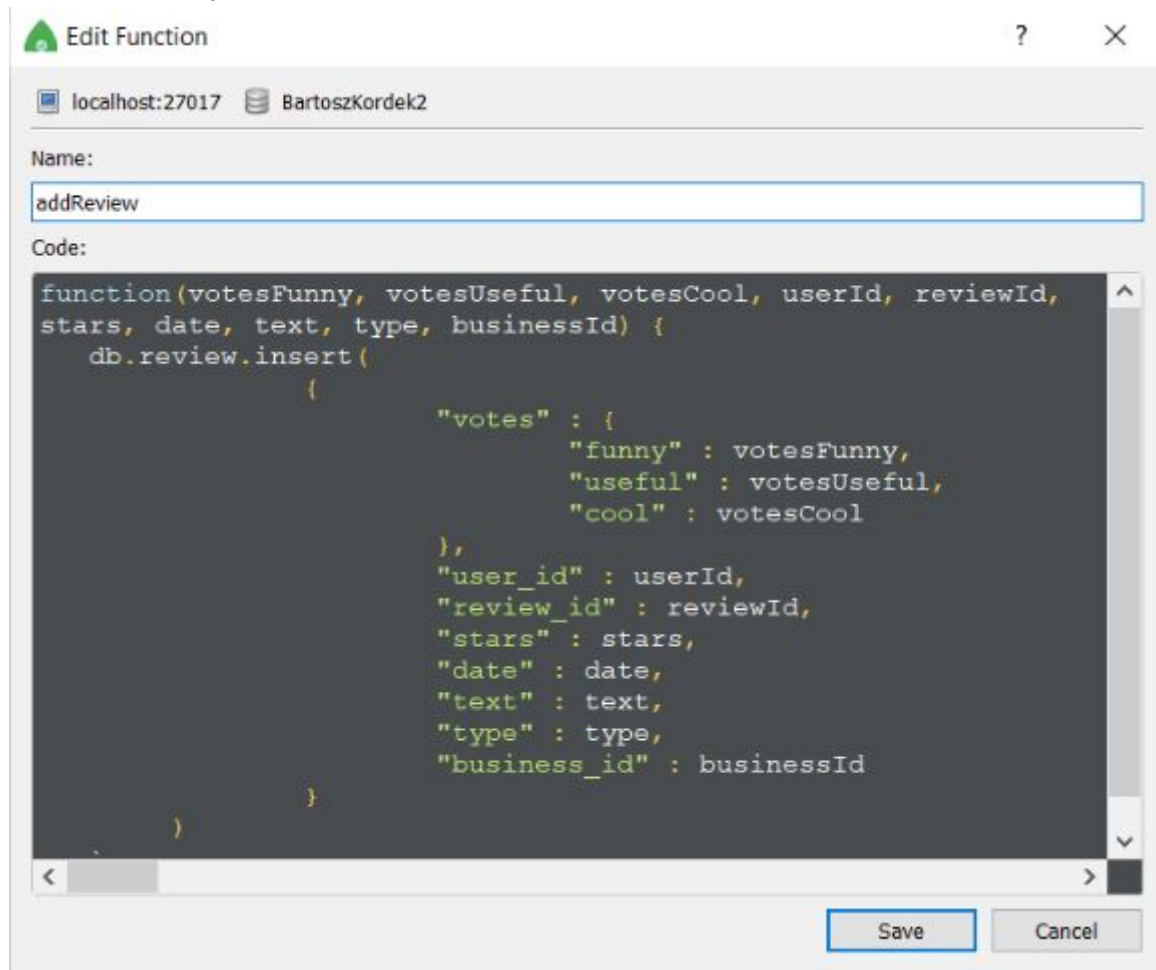 Edit Function
localhost:27017 BartoszKordek2
Name:
addReview
Code:
function(votesFunny, votesUseful, votesCool, userId, reviewId,
stars, date, text, type, businessId) {
   db.review.insert(
                {
                        "votes" : {
                                "funny" : votesFunny,
                                "useful" : votesUseful,
                                "cool" : votesCool
                        },
                        "user_id" : userId,
                        "review_id" : reviewId,
                        "stars" : stars,
                        "date" : date,
                        "text" : text,
                        "type" : type,
                        "business_id" : businessId
                }
        )
Save Cancel